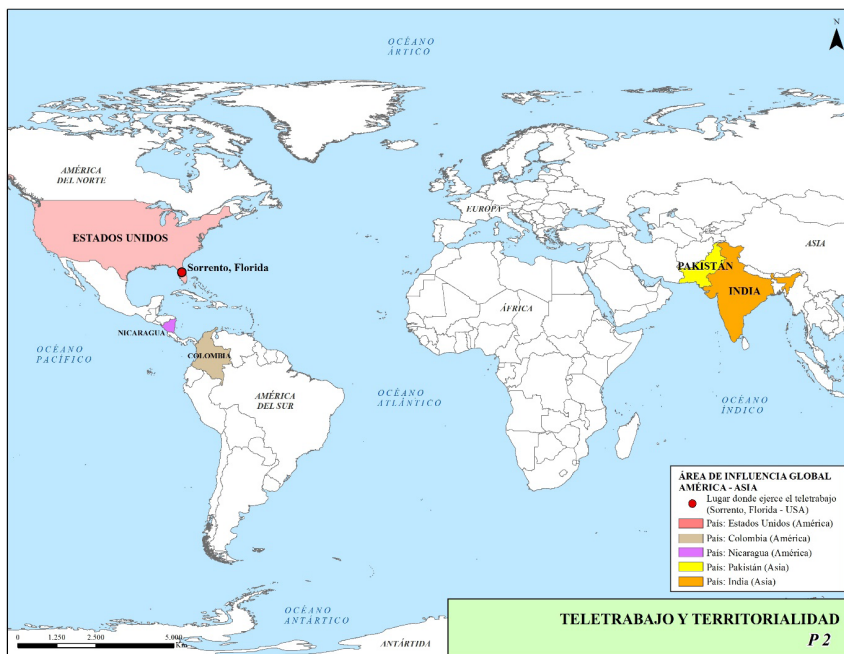 OCÉANO
ÁRTICO
N
AMÉRICA
DEL NORTE
EUROPA
ASIA
ESTADOS UNIDOS
Sorrento, Florida
PAKISTÁN
INDIA
ÁFRICA
NICARAGUA
COLOMBIA
OCÉANO
PACÍFICO
AMÉRICA
DEL SUR
OCÉANO
ATLÁNTICO
OCÉANO
ÍNDICO
ÁREA DE INFLUENCIA GLOBAL
AMÉRICA - ASIA
Lugar donde ejerce el teletrabajo
(Sorrento, Florida - USA)
País: Estados Unidos (América)
País: Colombia (América)
País: Nicaragua (América)
País: Pakistán (Asia)
País: India (Asia)
OCÉANO
ANTÁRTICO
ANTÁRTIDA
0 1.250 2.500 5.000
Km
TELETRABAJO Y TERRITORIALIDAD
P 2